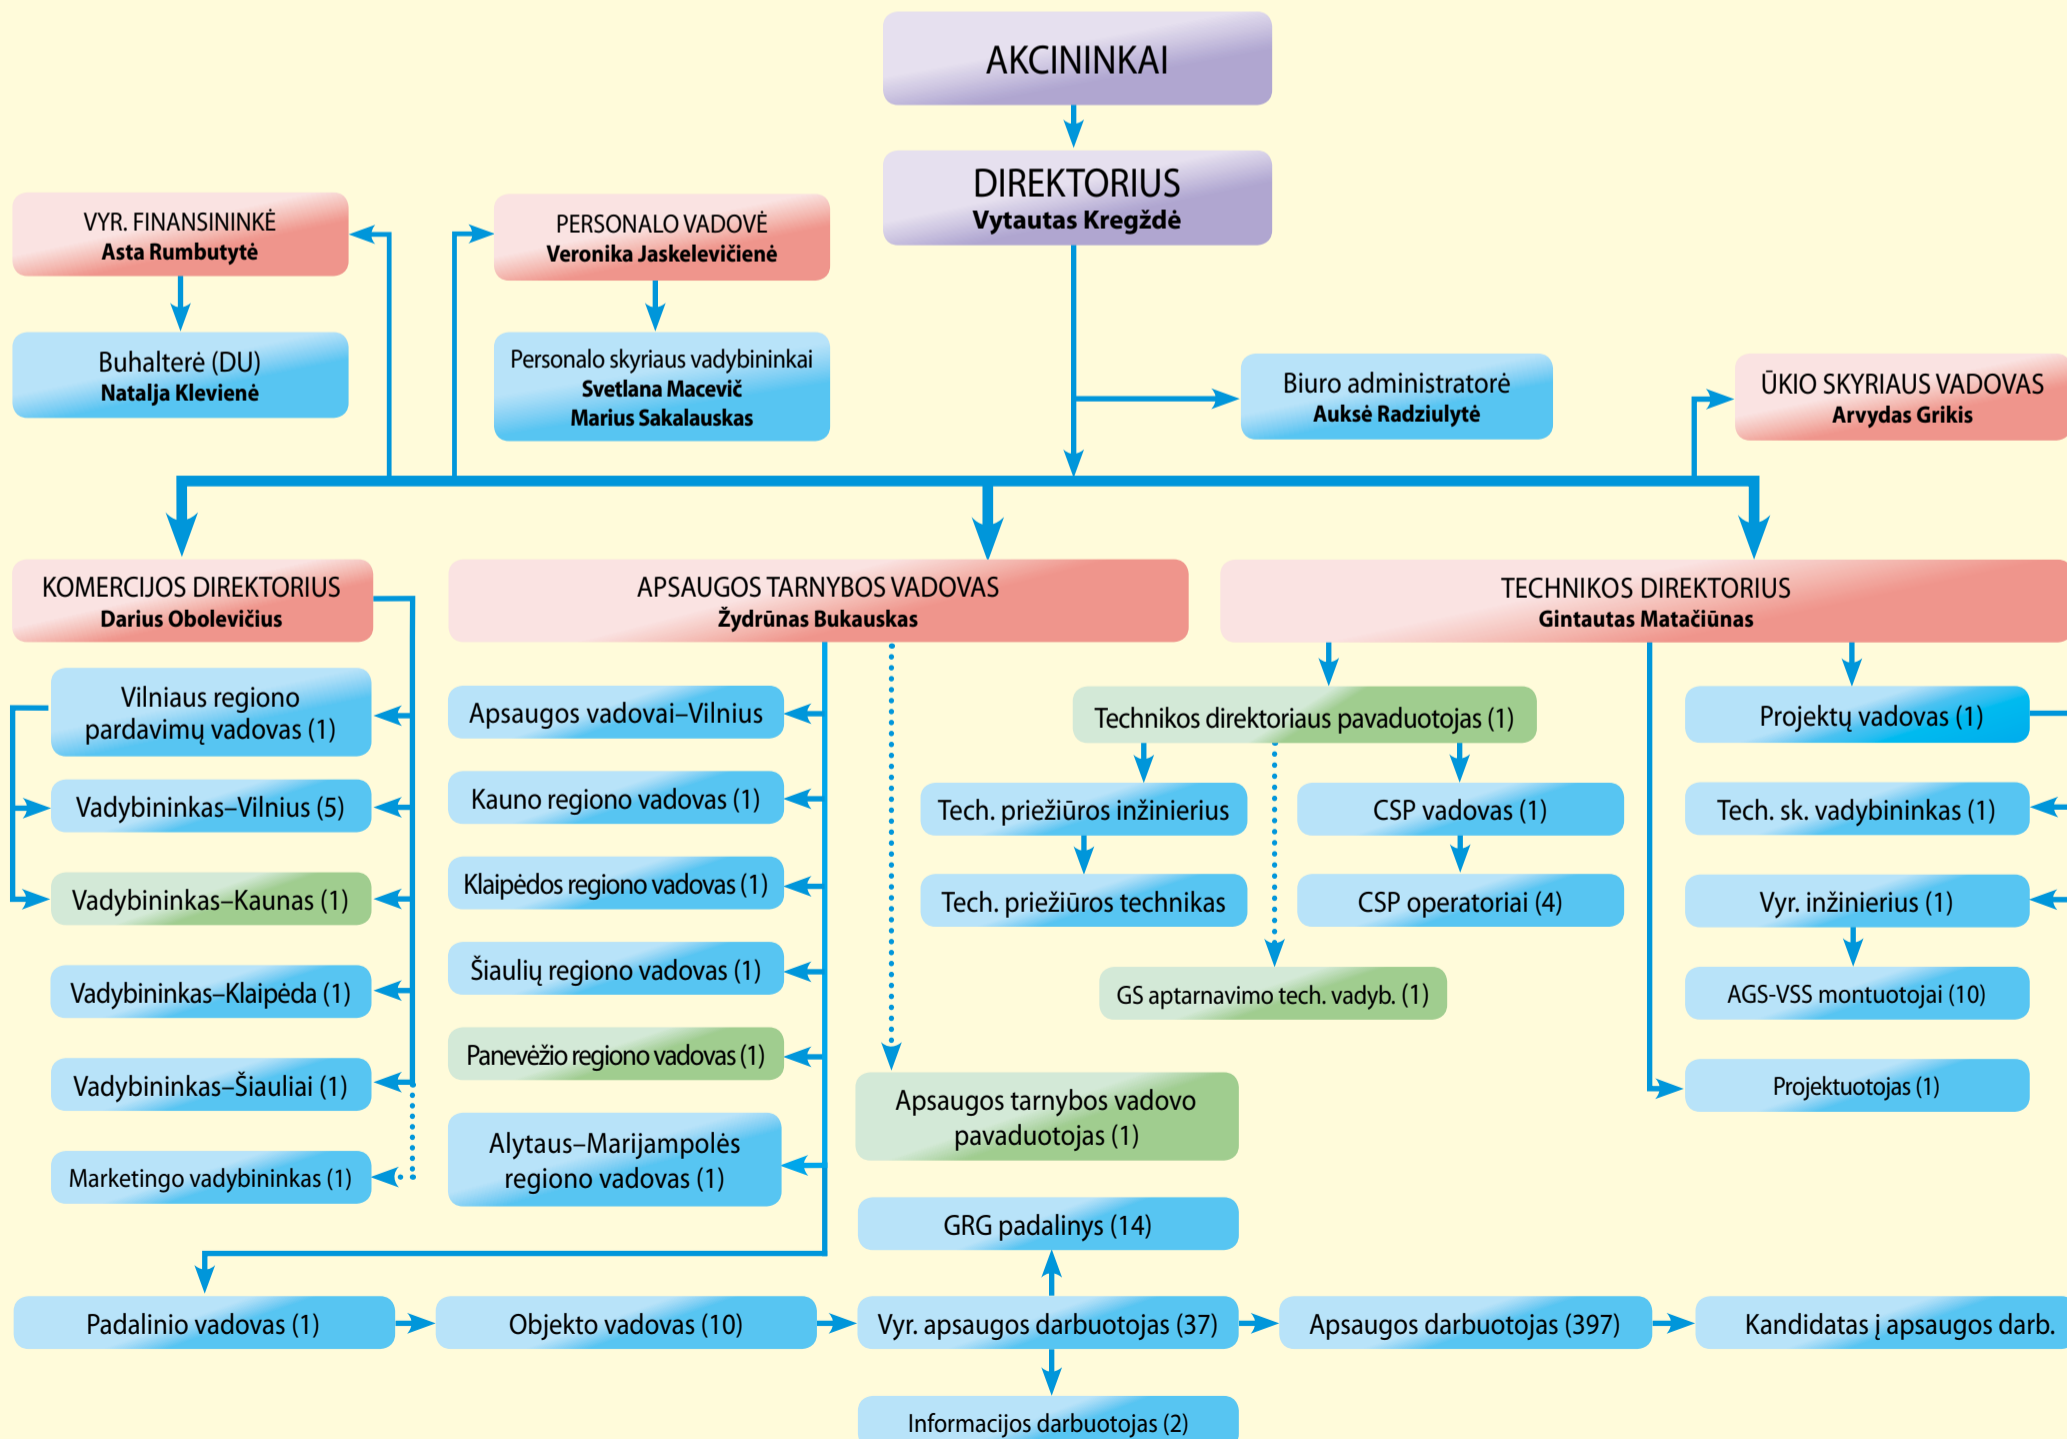 AKCININKAI
DIREKTORIUS
Vytautas Kregždė
VYR. FINANSININKĖ
Asta Rumbutytė
PERSONALO VADOVĖ
Veronika Jaskelevičienė
Buhalterė (DU)
Natalja Klevienė
Personalo skyriaus vadybininkai
Svetlana Macevič
Marius Sakalauskas
Biuro administratorė
Auksė Radziulytė
ŪKIO SKYRIAUS VADOVAS
Arvydas Grikis
KOMERCIJOS DIREKTORIUS
Darius Obolevičius
APSAUGOS TARNYBOS VADOVAS
Žydrūnas Bukauskas
TECHNIKOS DIREKTORIUS
Gintautas Matačiūnas
Vilniaus regiono
pardavimų vadovas (1)
Vadybininkas–Vilnius (5)
Vadybininkas–Kaunas (1)
Vadybininkas–Klaipėda (1)
Vadybininkas–Šiauliai (1)
Marketingo vadybininkas (1)
Apsaugos vadovai–Vilnius
Kauno regiono vadovas (1)
Klaipėdos regiono vadovas (1)
Šiaulių regiono vadovas (1)
Panevėžio regiono vadovas (1)
Alytaus–Marijampolės
regiono vadovas (1)
Apsaugos tarnybos vadovo
pavaduotojas (1)
Technikos direktoriaus pavaduotojas (1)
Tech. priežiūros inžinierius
Tech. priežiūros technikas
CSP vadovas (1)
CSP operatoriai (4)
GS aptarnavimo tech. vadyb. (1)
Projektų vadovas (1)
Tech. sk. vadybininkas (1)
Vyr. inžinierius (1)
AGS-VSS montuotojai (10)
Projektuotojas (1)
GRG padalinys (14)
Padalinio vadovas (1)
Objekto vadovas (10)
Vyr. apsaugos darbuotojas (37)
Apsaugos darbuotojas (397)
Kandidatas į apsaugos darb.
Informacijos darbuotojas (2)